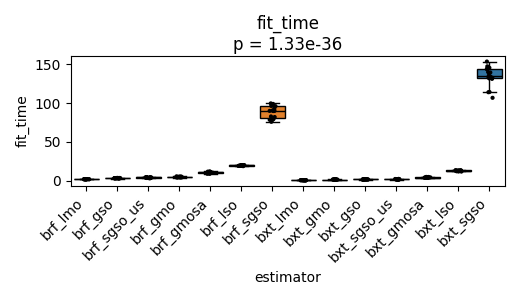 fit_time
p = 1.33e-36
150
100
50
0
fit_time
brf_lmo
brf_gso
brf_sgso_us
brf_gmo
brf_gmosa
brf_lso
brf_sgso
bxt_lmo
bxt_gmo
bxt_gso
bxt_sgso_us
bxt_gmosa
bxt_lso
bxt_sgso
estimator